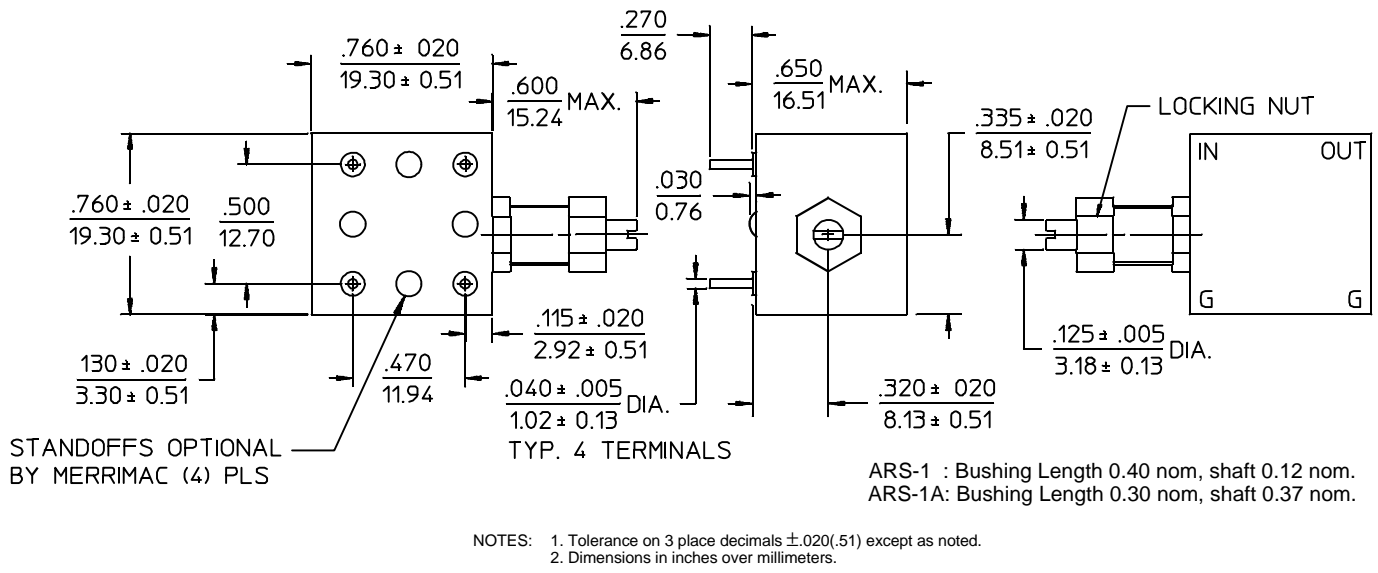 .760 ± 020
19.30 ± 0.51
.600
15.24
MAX.
.270
6.86
.650
16.51
MAX.
.335 ± .020
8.51 ± 0.51
LOCKING NUT
IN
OUT
G
G
.760 ± .020
19.30 ± 0.51
.500
12.70
.030
0.76
130 ± .020
3.30 ± 0.51
.115 ± .020
2.92 ± 0.51
.470
11.94
.040 ± .005
1.02 ± 0.13
DIA.
TYP. 4 TERMINALS
.320 ± 020
8.13 ± 0.51
.125 ± .005
3.18 ± 0.13
DIA.
STANDOFFS OPTIONAL
BY MERRIMAC (4) PLS
ARS-1 : Bushing Length 0.40 nom, shaft 0.12 nom.
ARS-1A: Bushing Length 0.30 nom, shaft 0.37 nom.
NOTES: 1. Tolerance on 3 place decimals ±.020(.51) except as noted.
2. Dimensions in inches over millimeters.